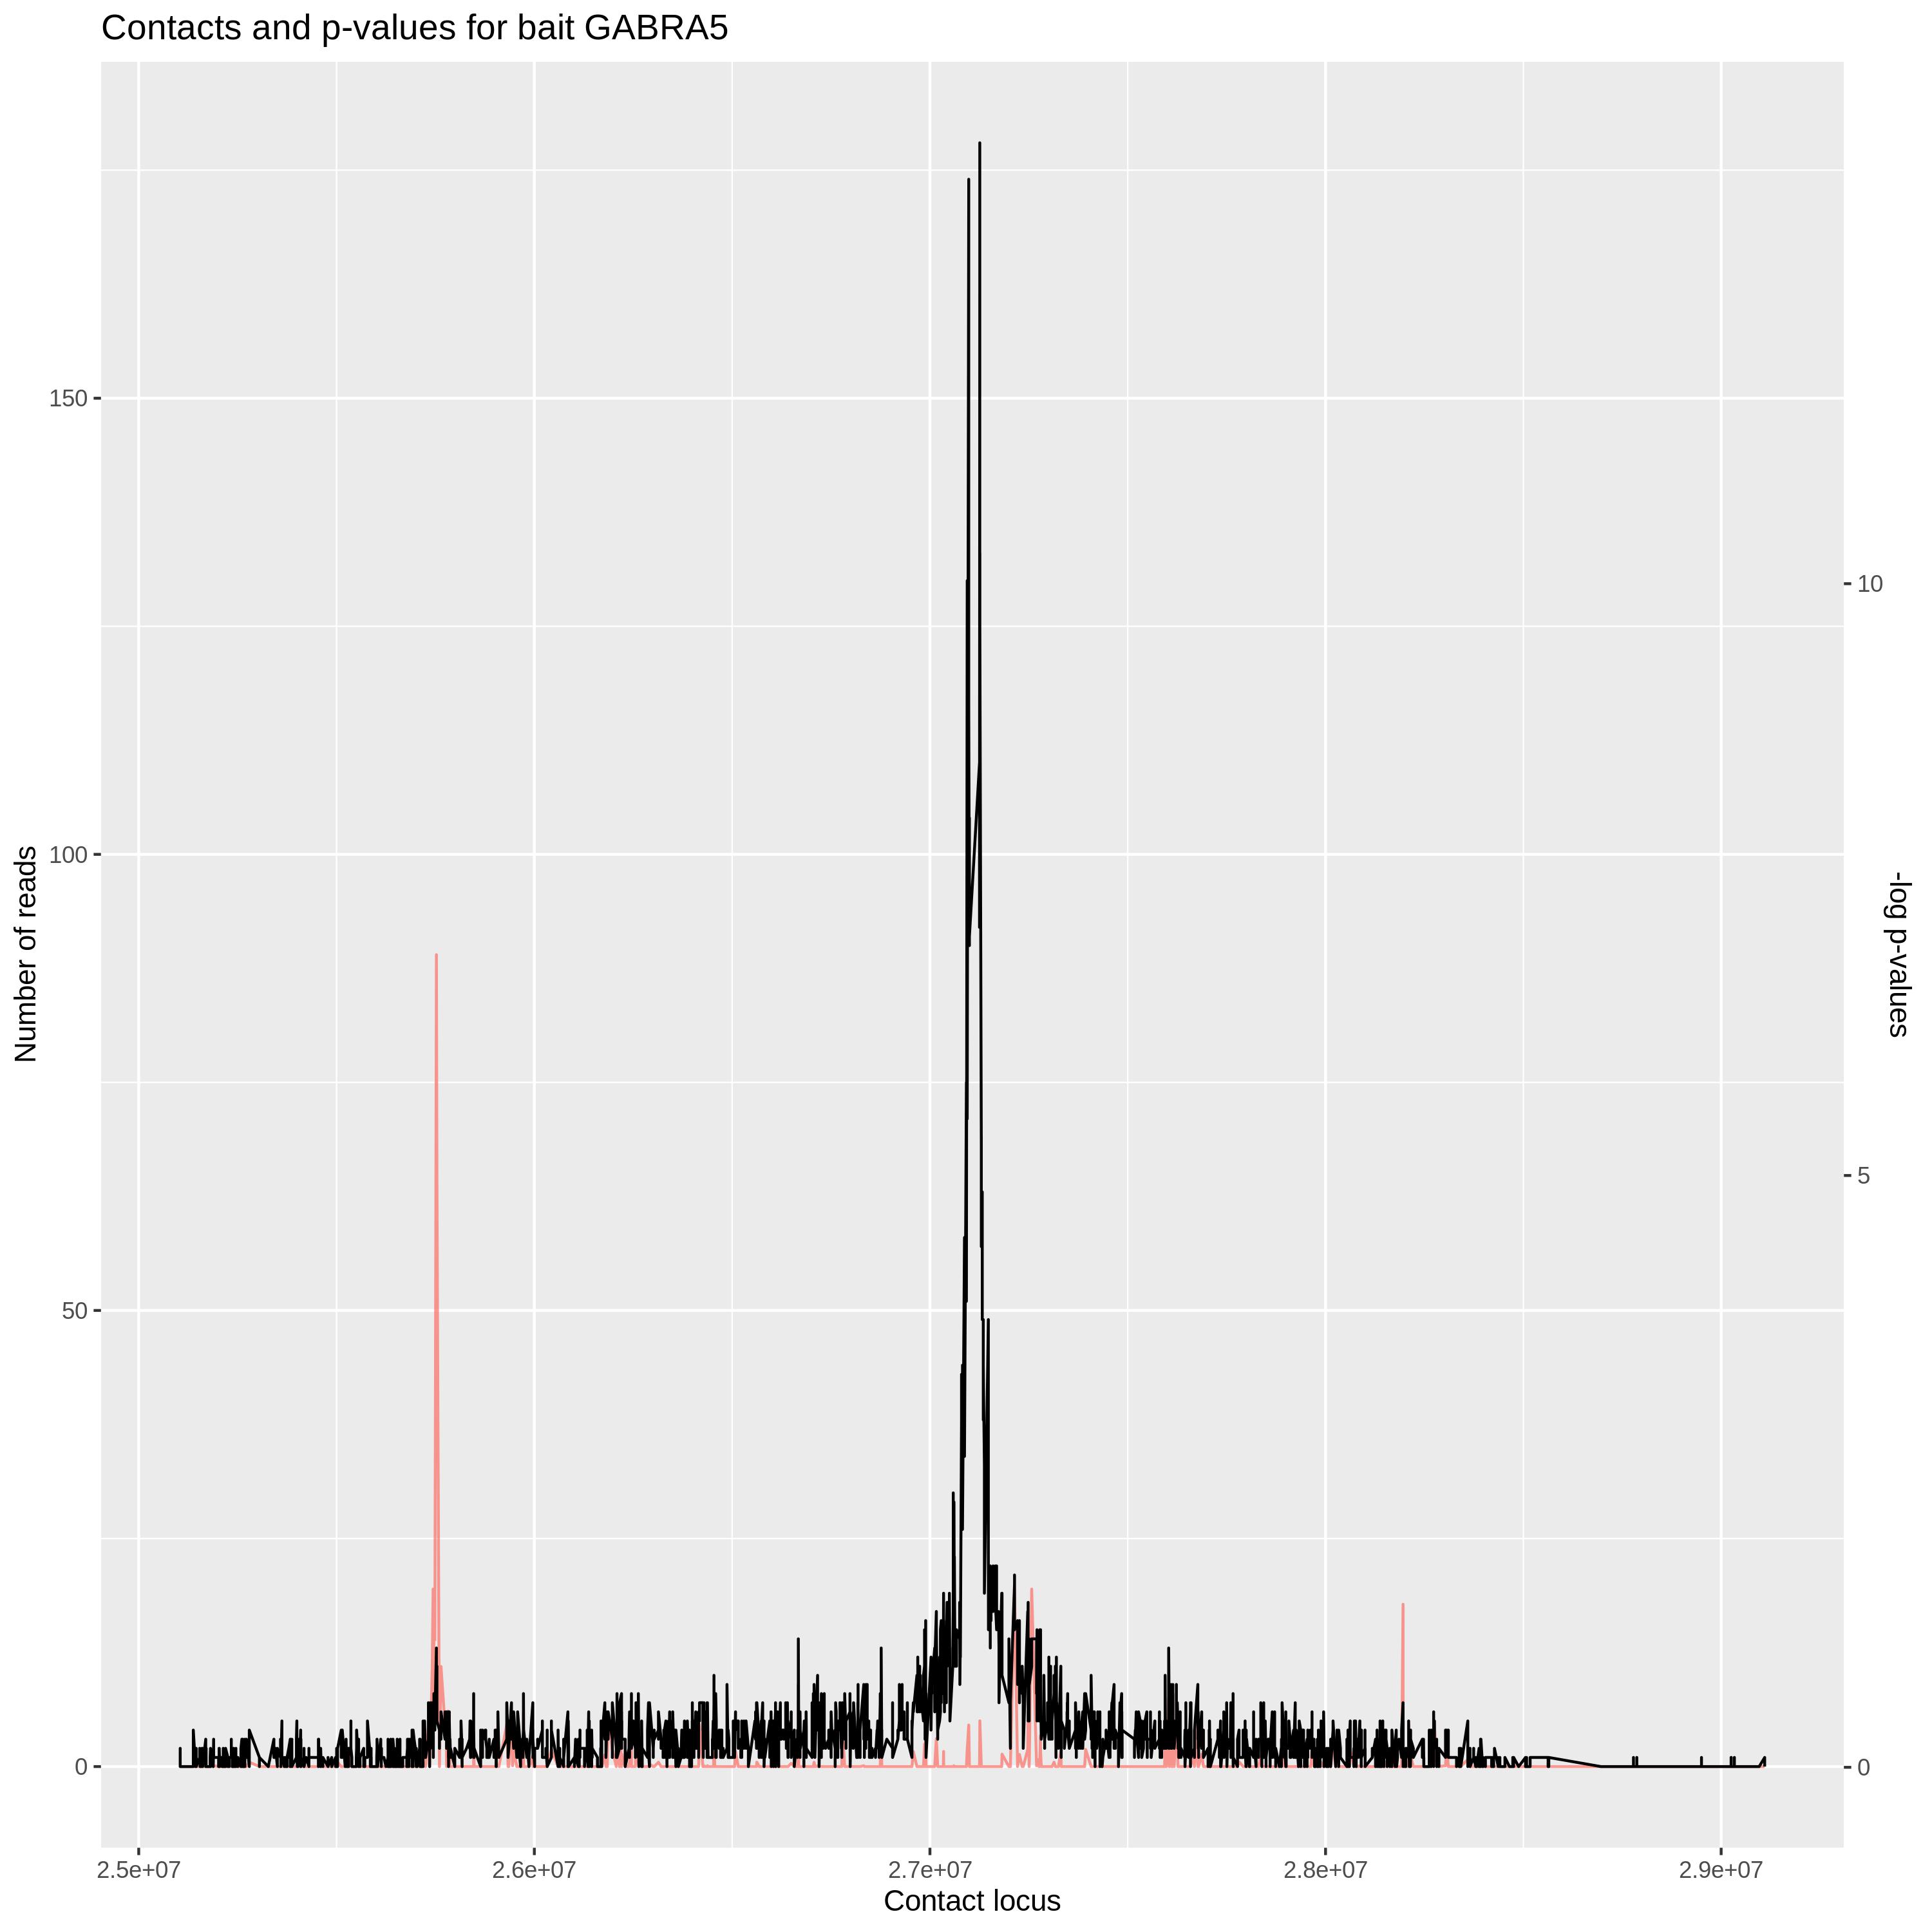 Contacts and p-values for bait GABRA5
150
100
50
0
10
5
0
Number of reads
-log p-values
2.5e+07 2.6e+07 2.7e+07 2.8e+07 2.9e+07
Contact locus